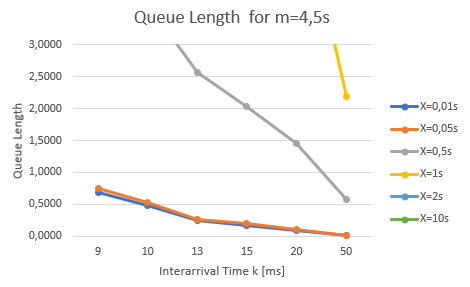 Queue Length  for m=4,5s
3,0000
2,5000
2,0000
1,5000
1,0000
0,5000
0,0000
Queue Length
9 10 13 15 20 50
Interarrival Time k [ms]
X=0,01s
X=0,05s
X=0,5s
X=1s
X=2s
X=10s